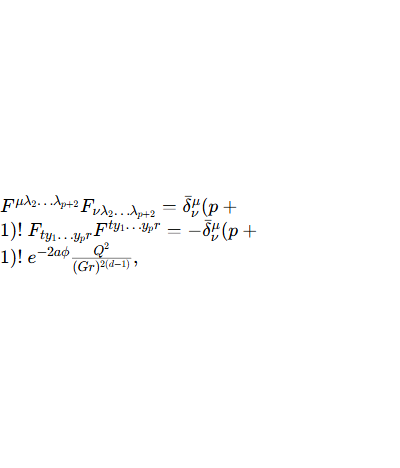 $F^{\mu\lambda_2\ldots\lambda_{p+2}} F_{\nu\lambda_2\ldots\lambda_{p+2}} = \bar{\delta}^{\mu}_{\nu}(p+$
$1)!\, F_{ty_1\ldots y_p r} F^{ty_1\ldots y_p r} = -\bar{\delta}^{\mu}_{\nu}(p+$
$1)!\, e^{-2a\phi} \frac{Q^2}{(Gr)^{2(d-1)}},$